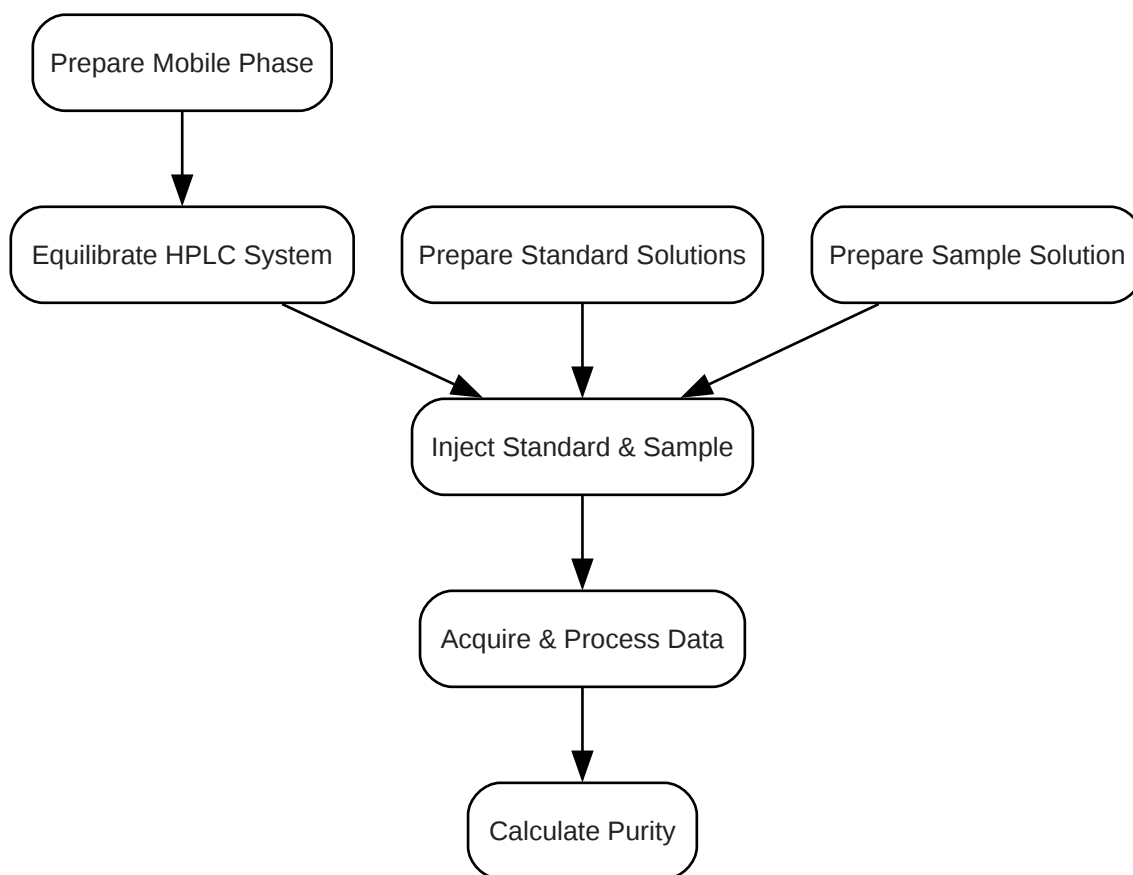 Prepare Mobile Phase
Equilibrate HPLC System
Prepare Standard Solutions
Prepare Sample Solution
Inject Standard & Sample
Acquire & Process Data
Calculate Purity